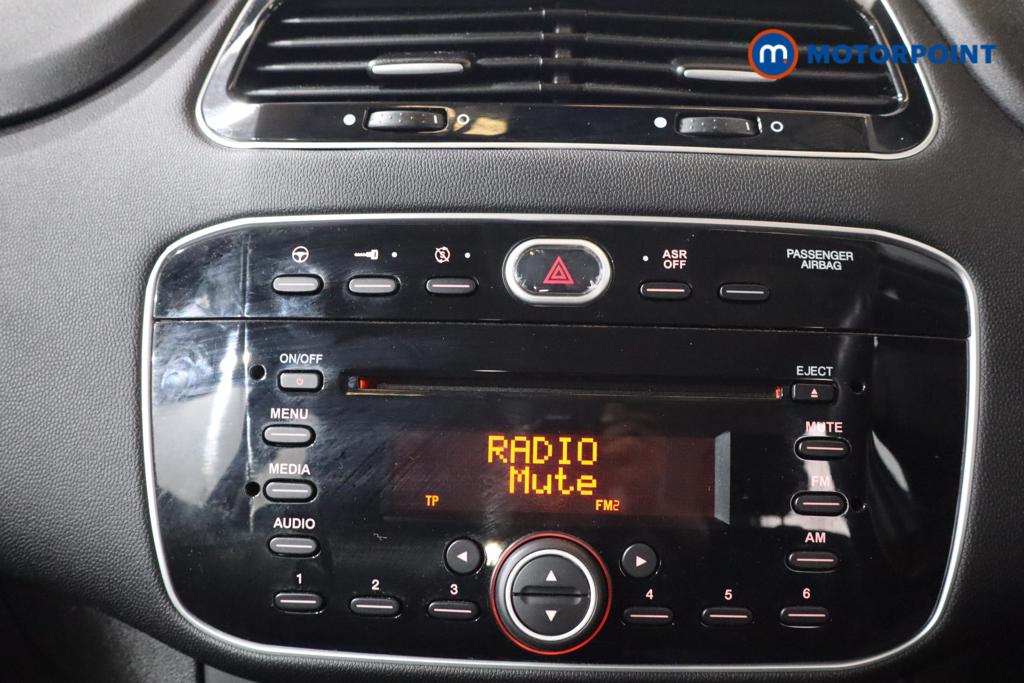 m MOTORPOINT
ASR
OFF
PASSENGER
AIRBAG
ON/OFF
EJECT
MENU
MUTE
RADIO
Mute
MEDIA
FM
TP FM2
AUDIO
AM
1 2 3 4 5 6